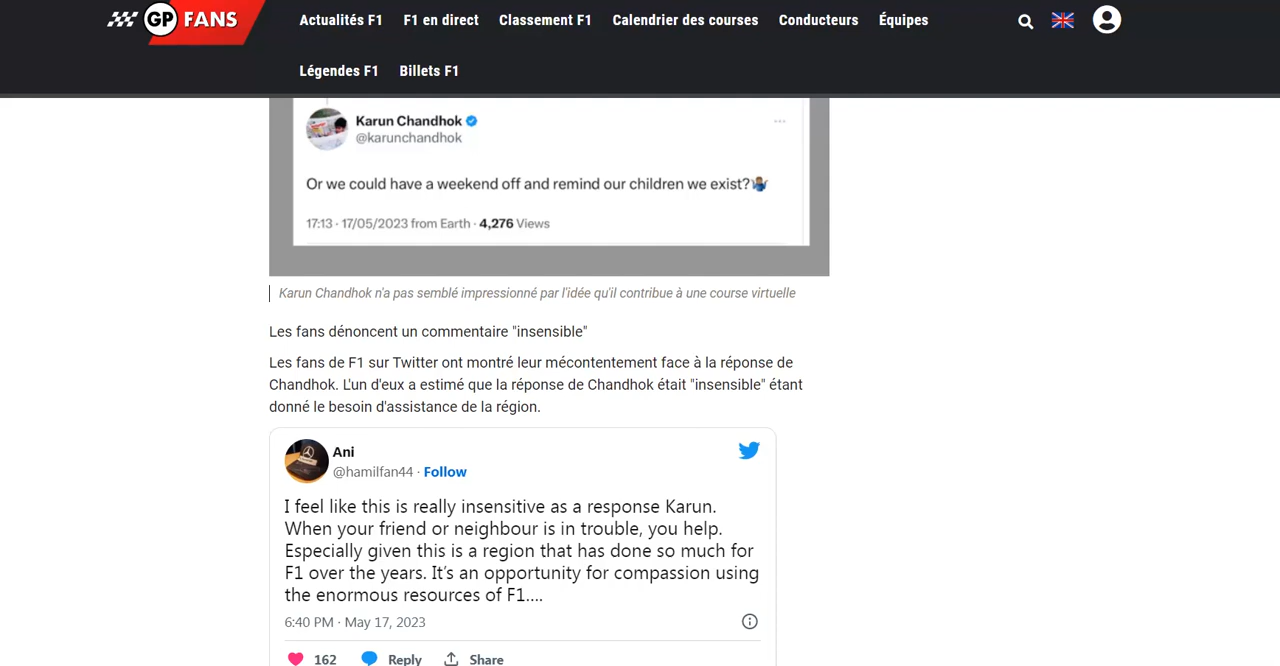 GP FANS
Actualités F1 F1 en direct Classement F1 Calendrier des courses Conducteurs Équipes
Légendes F1 Billets F1
Karun Chandhok
@karunchandhok
Or we could have a weekend off and remind our children we exist?🤷🏽‍♂️
17:13 · 17/05/2023 from Earth · 4,276 Views
Karun Chandhok n'a pas semblé impressionné par l'idée qu'il contribue à une course virtuelle
Les fans dénoncent un commentaire "insensible"
Les fans de F1 sur Twitter ont montré leur mécontentement face à la réponse de
Chandhok. L'un d'eux a estimé que la réponse de Chandhok était "insensible" étant
donné le besoin d'assistance de la région.
Ani
@hamilfan44 · Follow
I feel like this is really insensitive as a response Karun.
When your friend or neighbour is in trouble, you help.
Especially given this is a region that has done so much for
F1 over the years. It’s an opportunity for compassion using
the enormous resources of F1....
6:40 PM · May 17, 2023
162 Reply Share